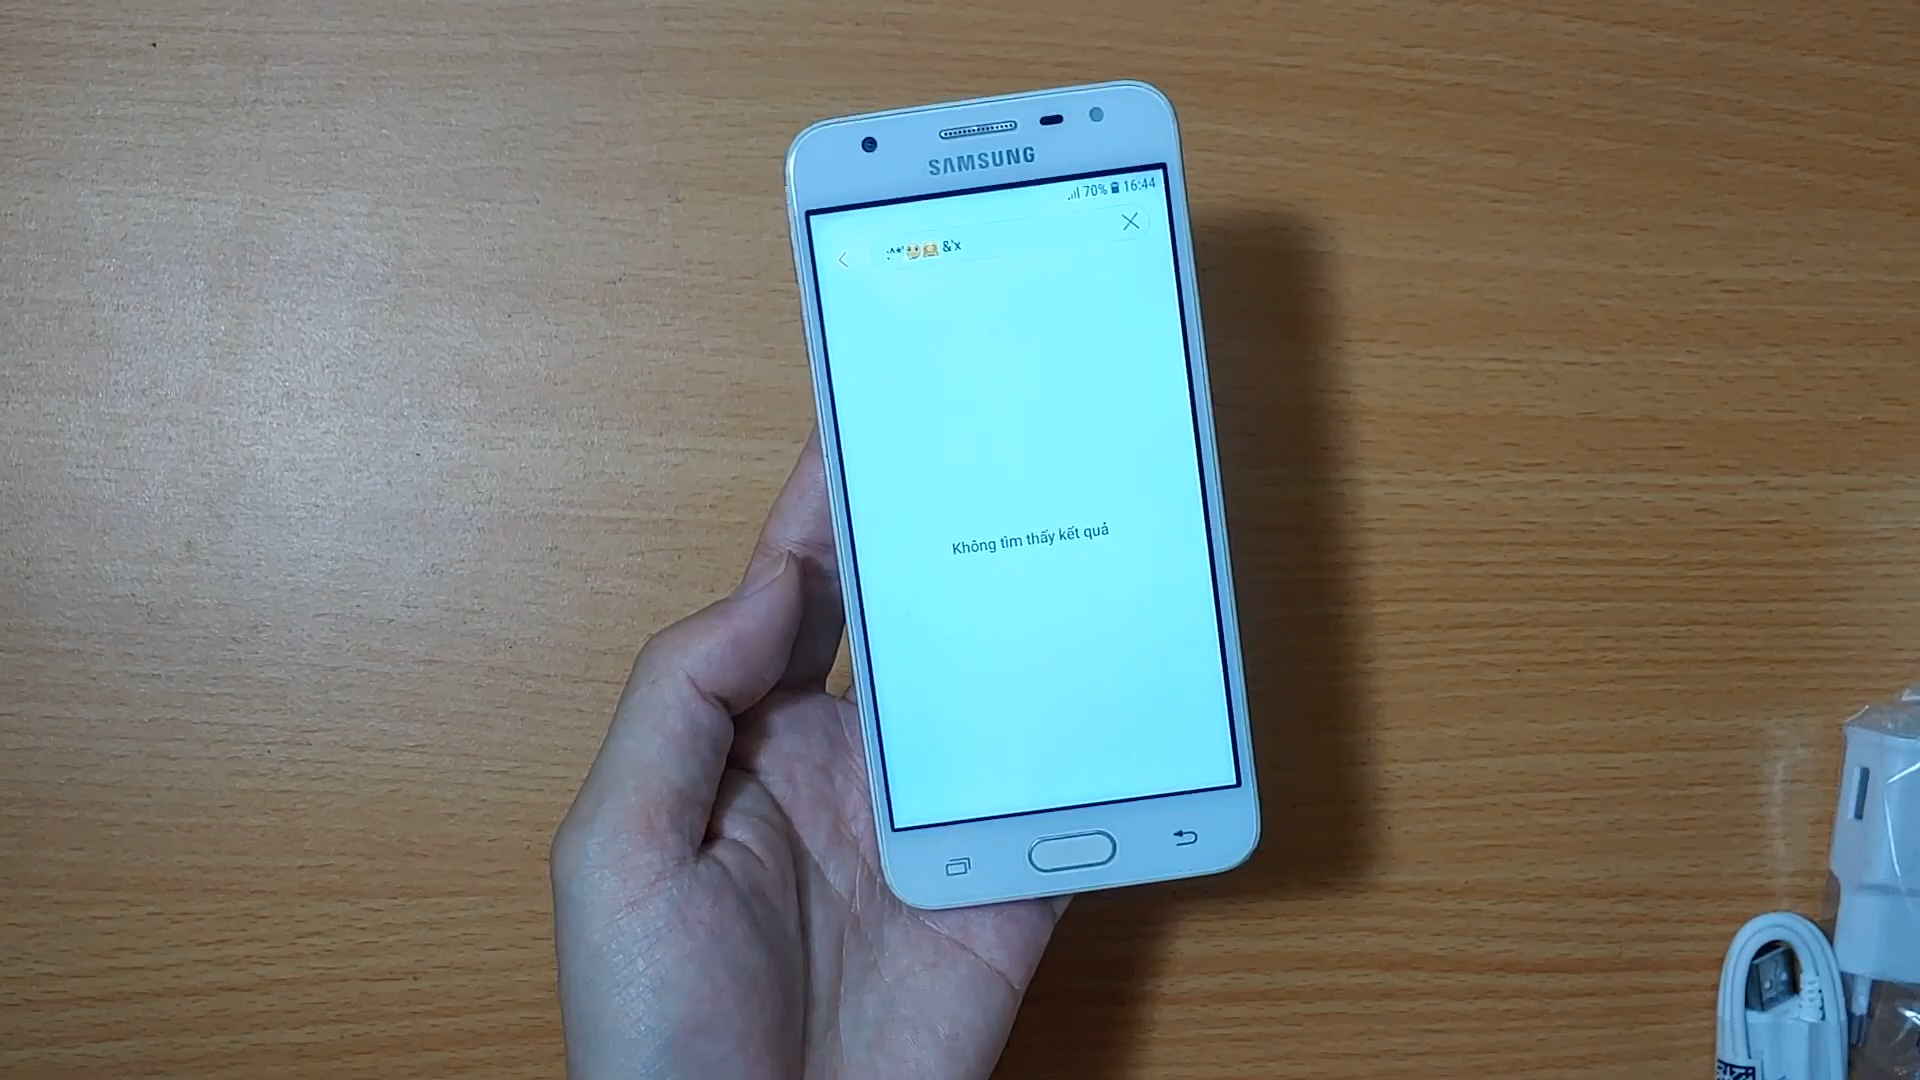 SAMSUNG
70% 16:44
:^*'😀🤗 &'x
Không tìm thấy kết quả